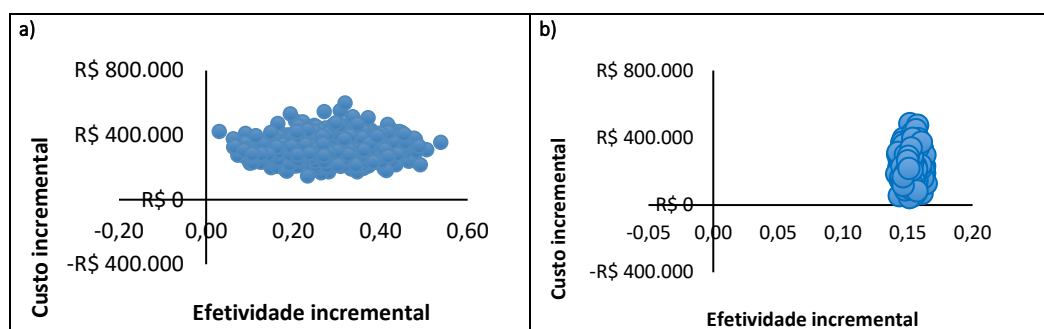 a)
R$ 800.000
R$ 400.000
R$ 0
-R$ 400.000
-0,20 0,00 0,20 0,40 0,60
Custo incremental
Efetividade incremental
b)
R$ 800.000
R$ 400.000
R$ 0
-R$ 400.000
-0,05 0,00 0,05 0,10 0,15 0,20
Custo incremental
Efetividade incremental